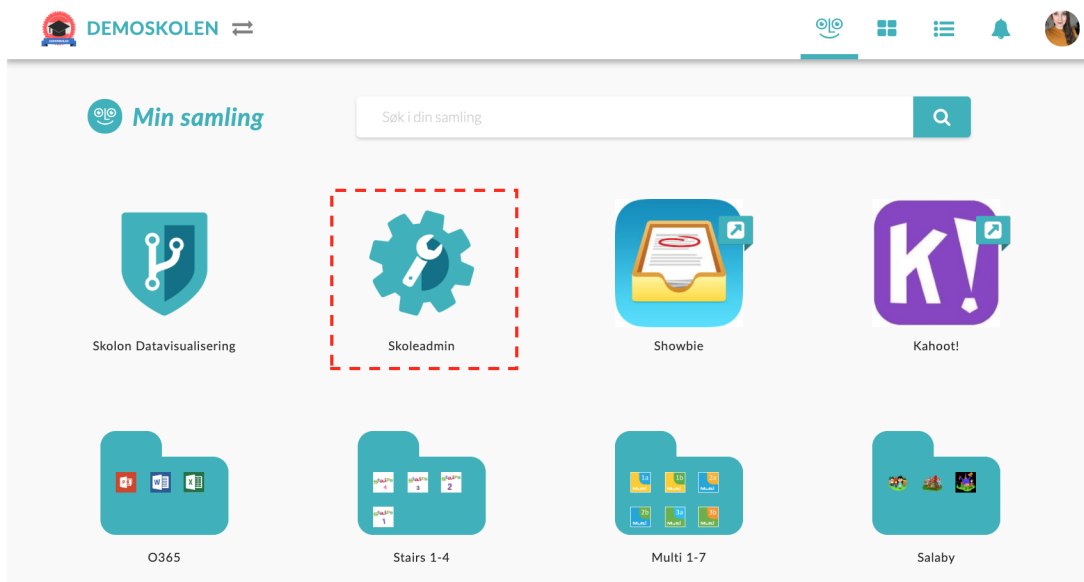 DEMOSKOLEN
Min samling
Søk i din samling
Skolon Datavisualisering
Skoleadmin
Showbie
K!
Kahoot!
O365
Stairs 1-4
Multi 1-7
Salaby